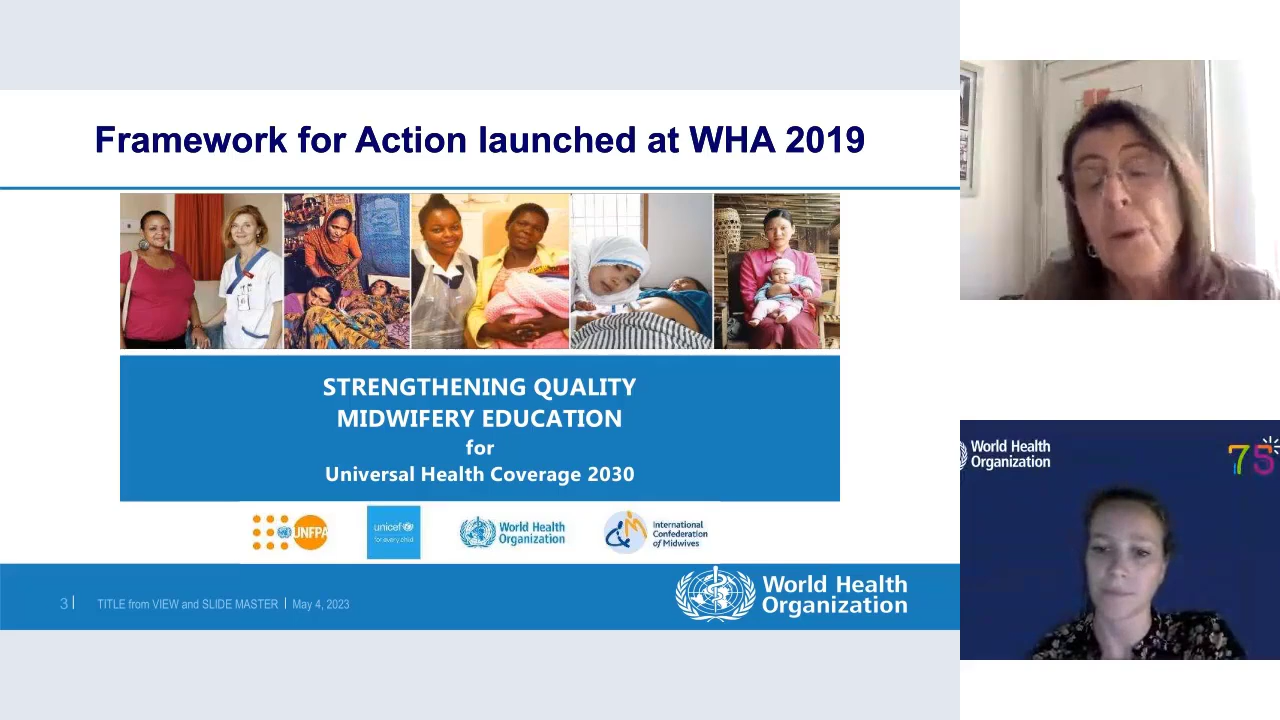 Framework for Action launched at WHA 2019
STRENGTHENING QUALITY
MIDWIFERY EDUCATION
for
Universal Health Coverage 2030
UNFPA
unicef
for every child
World Health
Organization
International
Confederation
of Midwives
3 | TITLE from VIEW and SLIDE MASTER | May 4, 2023
World Health
Organization
World Health
Organization
75